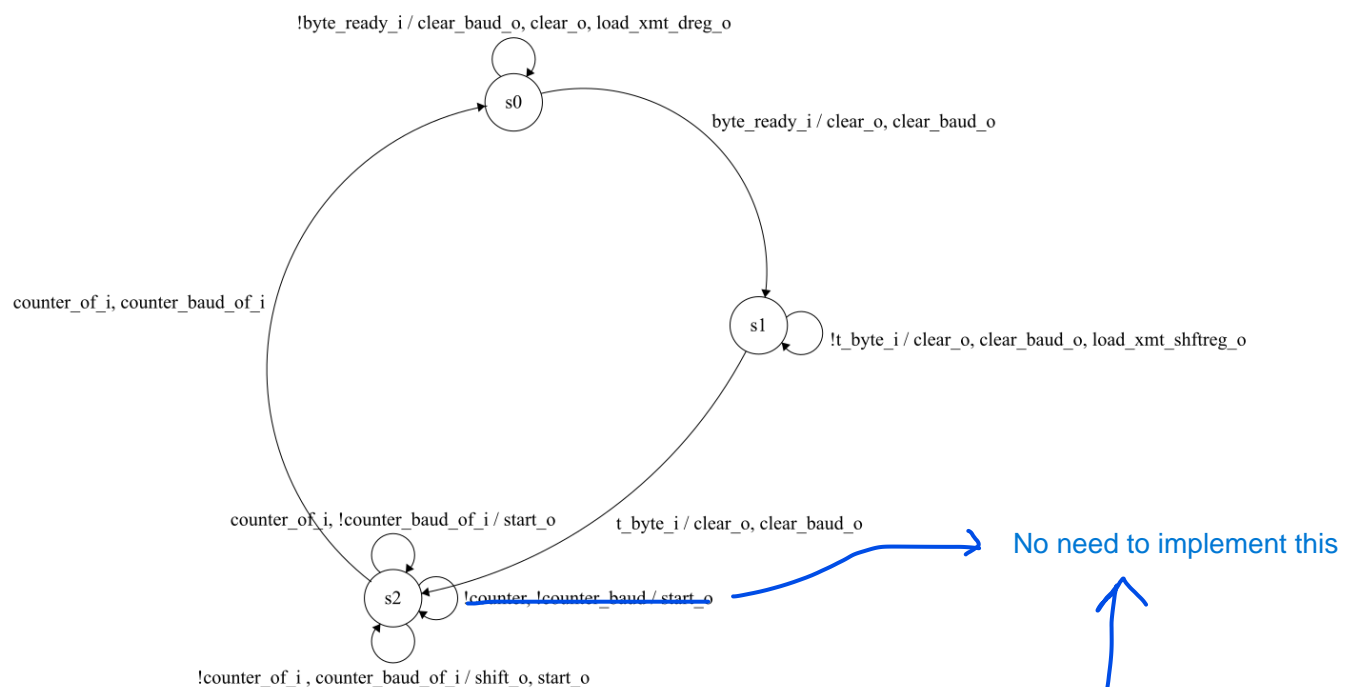 !byte_ready_i / clear_baud_o, clear_o, load_xmt_dreg_o
s0
byte_ready_i / clear_o, clear_baud_o
counter_of_i, counter_baud_of_i
s1
!t_byte_i / clear_o, clear_baud_o, load_xmt_shftreg_o
counter_of_i, !counter_baud_of_i / start_o
t_byte_i / clear_o, clear_baud_o
No need to implement this
s2
!counter, !counter_baud / start_o
!counter_of_i , counter_baud_of_i / shift_o, start_o